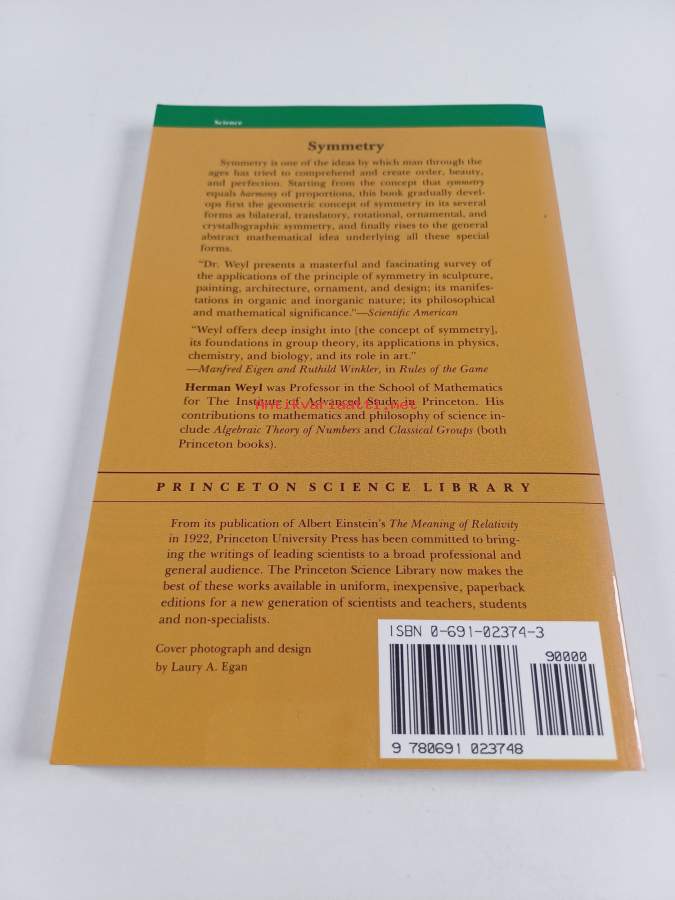 Science
Symmetry
Symmetry is one of the ideas by which man through the
ages has tried to comprehend and create order, beauty,
and perfection. Starting from the concept that symmetry
equals harmony of proportions, this book gradually devel-
ops first the geometric concept of symmetry in its several
forms as bilateral, translatory, rotational, ornamental, and
crystallographic symmetry, and finally rises to the general
abstract mathematical idea underlying all these special
forms.
"Dr. Weyl presents a masterful and fascinating survey of
the applications of the principle of symmetry in sculpture,
painting, architecture, ornament, and design; its manifes-
tations in organic and inorganic nature; its philosophical
and mathematical significance."—Scientific American
"Weyl offers deep insight into [the concept of symmetry],
its foundations in group theory, its applications in physics,
chemistry, and biology, and its role in art."
—Manfred Eigen and Ruthild Winkler, in Rules of the Game
Herman Weyl was Professor in the School of Mathematics
for The Institute of Advanced Study in Princeton. His
Antikvariaatti.net
contributions to mathematics and philosophy of science in-
clude Algebraic Theory of Numbers and Classical Groups (both
Princeton books).
PRINCETON SCIENCE LIBRARY
From its publication of Albert Einstein's The Meaning of Relativity
in 1922, Princeton University Press has been committed to bring-
ing the writings of leading scientists to a broad professional and
general audience. The Princeton Science Library now makes the
best of these works available in uniform, inexpensive, paperback
editions for a new generation of scientists and teachers, students
and non-specialists.
Cover photograph and design
by Laury A. Egan
ISBN 0-691-02374-3
90000
9 780691 023748